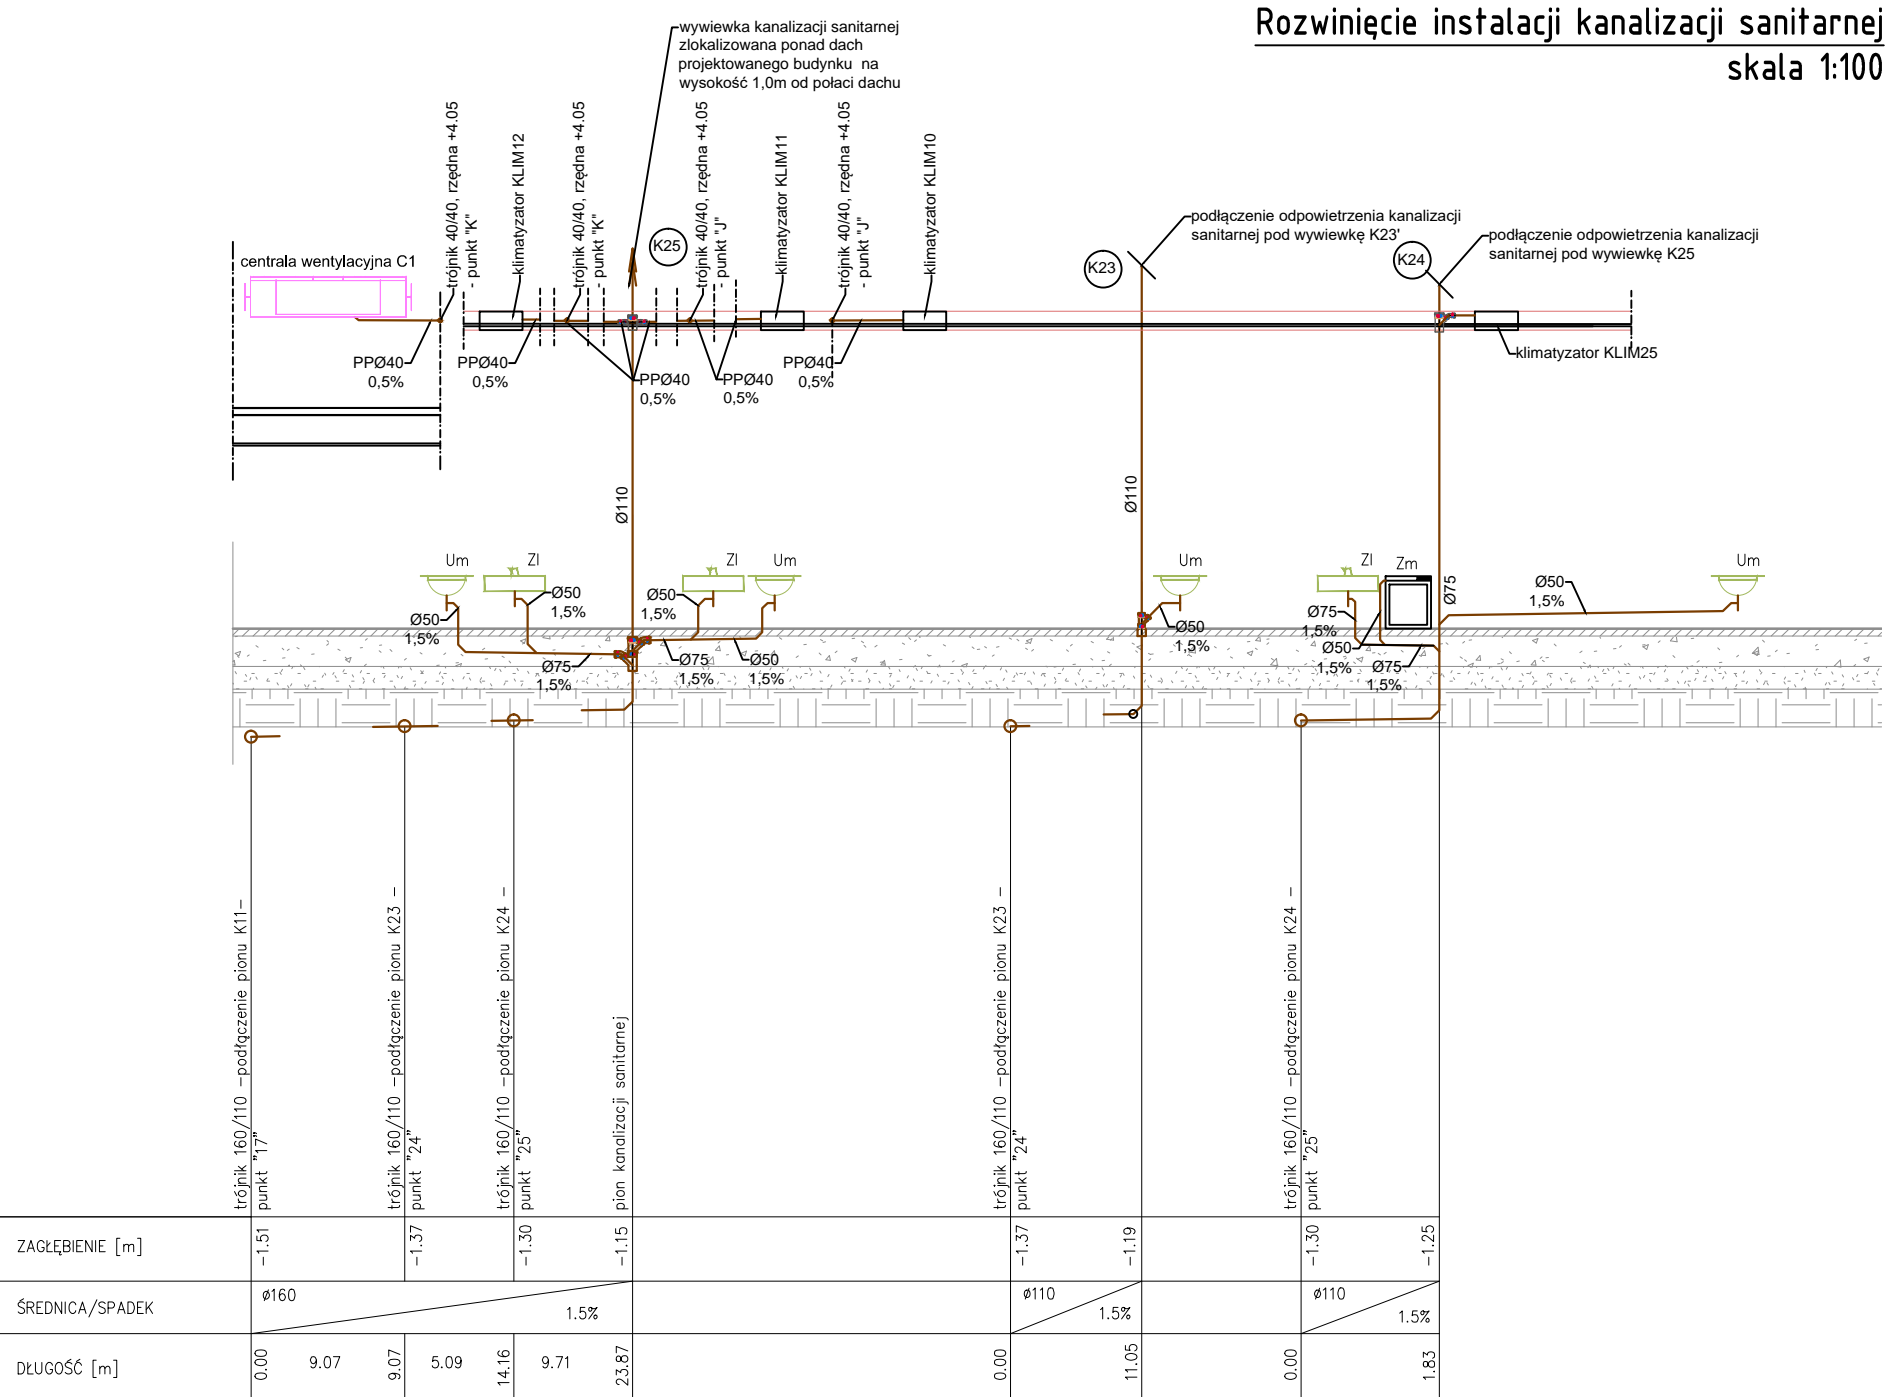 Rozwinięcie instalacji kanalizacji sanitarnej
skala 1:100
wywiewka kanalizacji sanitarnej
zlokalizowana ponad dach
projektowanego budynku na
wysokość 1,0m od połaci dachu
trójnik 40/40, rzędna +4.05
- punkt "K"
klimatyzator KLIM12
trójnik 40/40, rzędna +4.05
- punkt "K"
K25
trójnik 40/40, rzędna +4.05
- punkt "J"
klimatyzator KLIM11
trójnik 40/40, rzędna +4.05
- punkt "J"
klimatyzator KLIM10
K23
podłączenie odpowietrzenia kanalizacji
sanitarnej pod wywiewkę K23'
K24
podłączenie odpowietrzenia kanalizacji
sanitarnej pod wywiewkę K25
centrala wentylacyjna C1
klimatyzator KLIM25
PPØ40
0,5%
PPØ40
0,5%
PPØ40
0,5%
PPØ40
0,5%
PPØ40
0,5%
Ø110
Ø110
Um
Zl
Zl
Um
Um
Zl
Zm
Um
Ø50
1,5%
Ø50
1,5%
Ø75
1,5%
Ø50
1,5%
Ø75
1,5%
Ø50
1,5%
Ø50
1,5%
Ø75
1,5%
Ø50
1,5%
Ø75
1,5%
Ø75
Ø50
1,5%
trójnik 160/110 -podłączenie pionu K11-
punkt "17"
trójnik 160/110 -podłączenie pionu K23 -
punkt "24"
trójnik 160/110 -podłączenie pionu K24 -
punkt "25"
pion kanalizacji sanitarnej
trójnik 160/110 -podłączenie pionu K23 -
punkt "24"
trójnik 160/110 -podłączenie pionu K24 -
punkt "25"
ZAGŁĘBIENIE [m] -1.51 -1.37 -1.30 -1.15 -1.37 -1.19 -1.30 -1.25
ŚREDNICA/SPADEK ø160 1.5% ø110 1.5% ø110 1.5%
DŁUGOŚĆ [m] 0.00 9.07 9.07 5.09 14.16 9.71 23.87 0.00 11.05 0.00 1.83